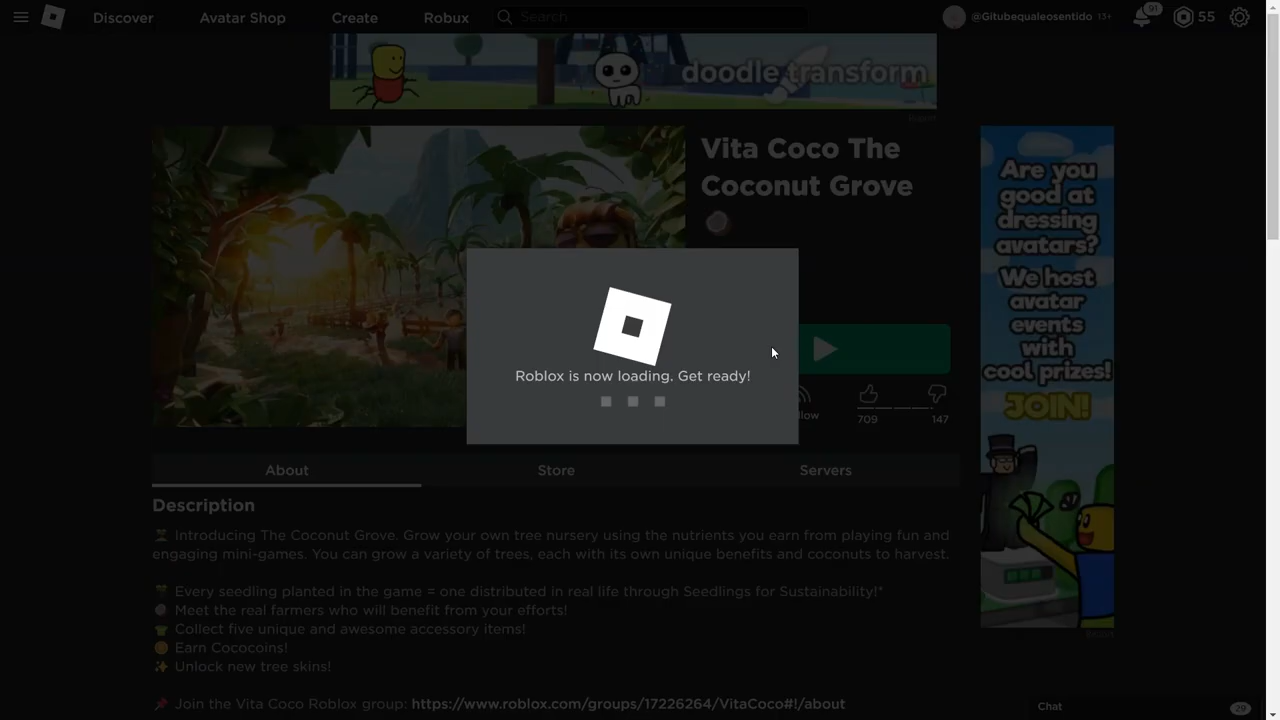 Discover Avatar Shop Create Robux Search @Gitubequaleosentido 13+ 91 55
doodle transform
Vita Coco The
Coconut Grove
Are you
good at
dressing
avatars?
We host
avatar
events
with
cool prizes!
JOIN!
Roblox is now loading. Get ready!
709 147
About Store Servers
Description
Introducing The Coconut Grove. Grow your own tree nursery using the nutrients you earn from playing fun and
engaging mini-games. You can grow a variety of trees, each with its own unique benefits and coconuts to harvest.
Every seedling planted in the game = one distributed in real life through Seedlings for Sustainability!*
Meet the real farmers who will benefit from your efforts!
Collect five unique and awesome accessory items!
Earn Cococoins!
Unlock new tree skins!
Join the Vita Coco Roblox group: https://www.roblox.com/groups/17226264/VitaCoco#!/about
Chat 29